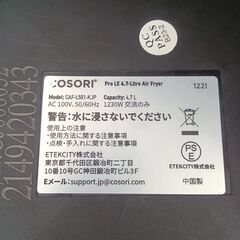 QC
PASS
COSORI®
Pro LE 4.7-Litre Air Fryer
Model: CAF-L501-KJP
Capacity: 4.7 L
1221
AC 100V, 50/60Hz
1230W 交流のみ
警告：水に浸さないでください
使用上の注意
・使用方法に関する注意事項
・点検・手入れに関する注意事項
PSE
ETEKCITY株式会社
ETEKCITY株式会社
東京都千代田区鍛冶町二丁目
10番10号GC神田鍛冶町ビル3F
Eメール：support.jp@cosori.com
中国製
2149420343